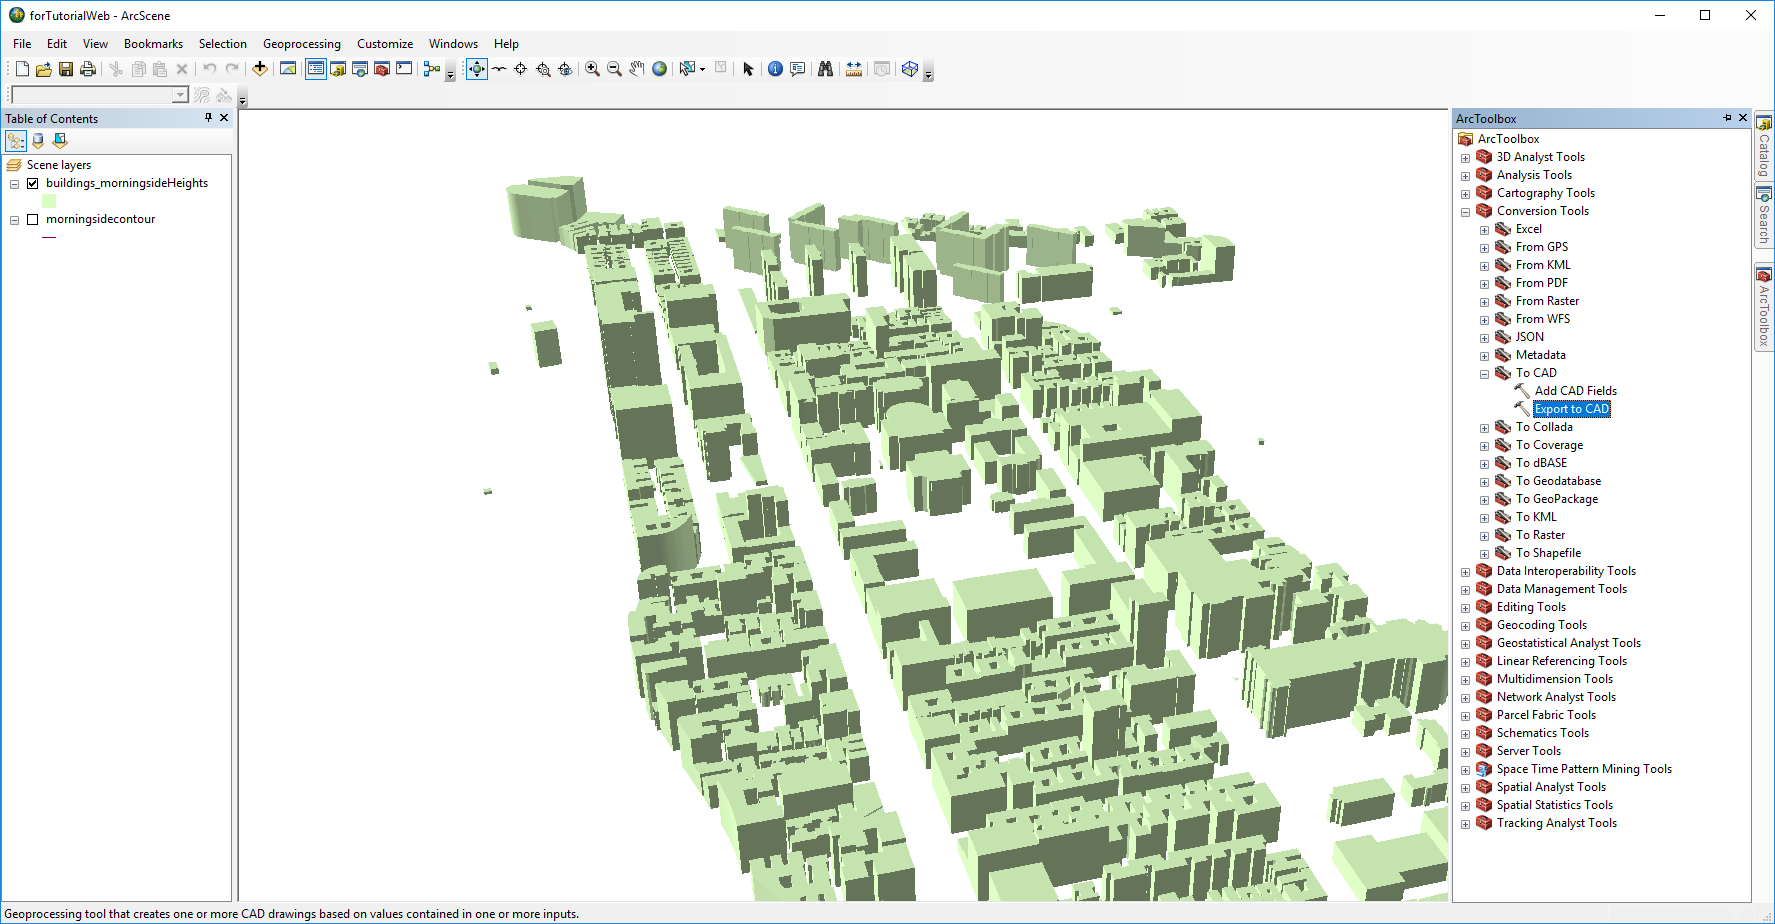 forTutorialWeb - ArcScene
File Edit View Bookmarks Selection Geoprocessing Customize Windows Help
Table of Contents
Scene layers
buildings_morningsideHeights
morningsidecontour
ArcToolbox
ArcToolbox
3D Analyst Tools
Analysis Tools
Cartography Tools
Conversion Tools
Excel
From GPS
From KML
From PDF
From Raster
From WFS
JSON
Metadata
To CAD
Add CAD Fields
Export to CAD
To Collada
To Coverage
To dBASE
To Geodatabase
To GeoPackage
To KML
To Raster
To Shapefile
Data Interoperability Tools
Data Management Tools
Editing Tools
Geocoding Tools
Geostatistical Analyst Tools
Linear Referencing Tools
Multidimension Tools
Network Analyst Tools
Parcel Fabric Tools
Schematics Tools
Server Tools
Space Time Pattern Mining Tools
Spatial Analyst Tools
Spatial Statistics Tools
Tracking Analyst Tools
Catalog
Search
ArcToolbox
Geoprocessing tool that creates one or more CAD drawings based on values contained in one or more inputs.